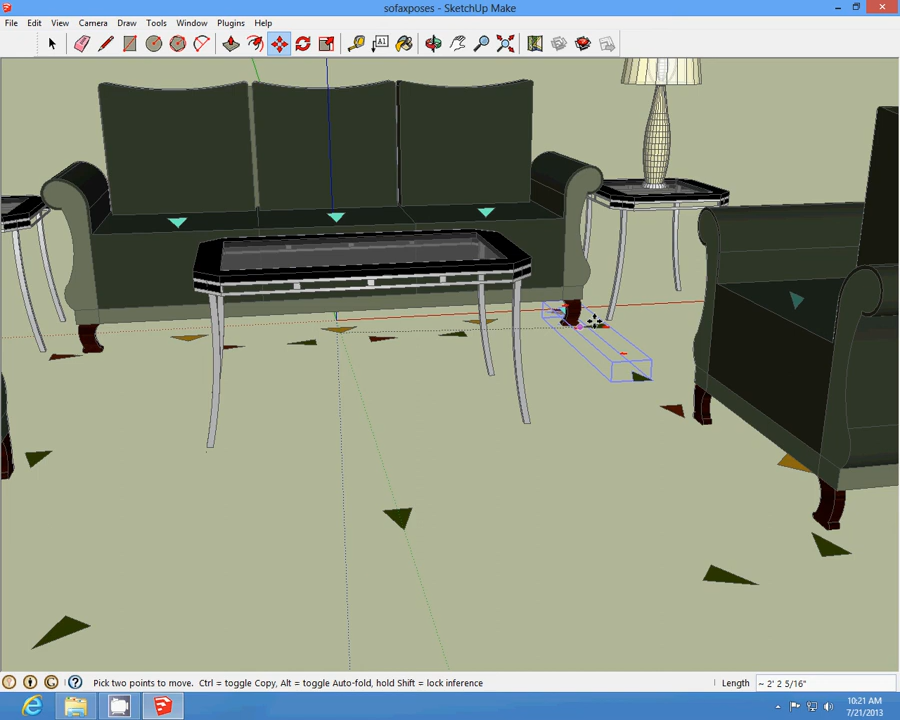 sofaxposes - SketchUp Make
File Edit View Camera Draw Tools Window Plugins Help
A1
Pick two points to move. Ctrl = toggle Copy, Alt = toggle Auto-fold, hold Shift = lock inference
Length ~ 2' 2 5/16"
10:21 AM
7/21/2013